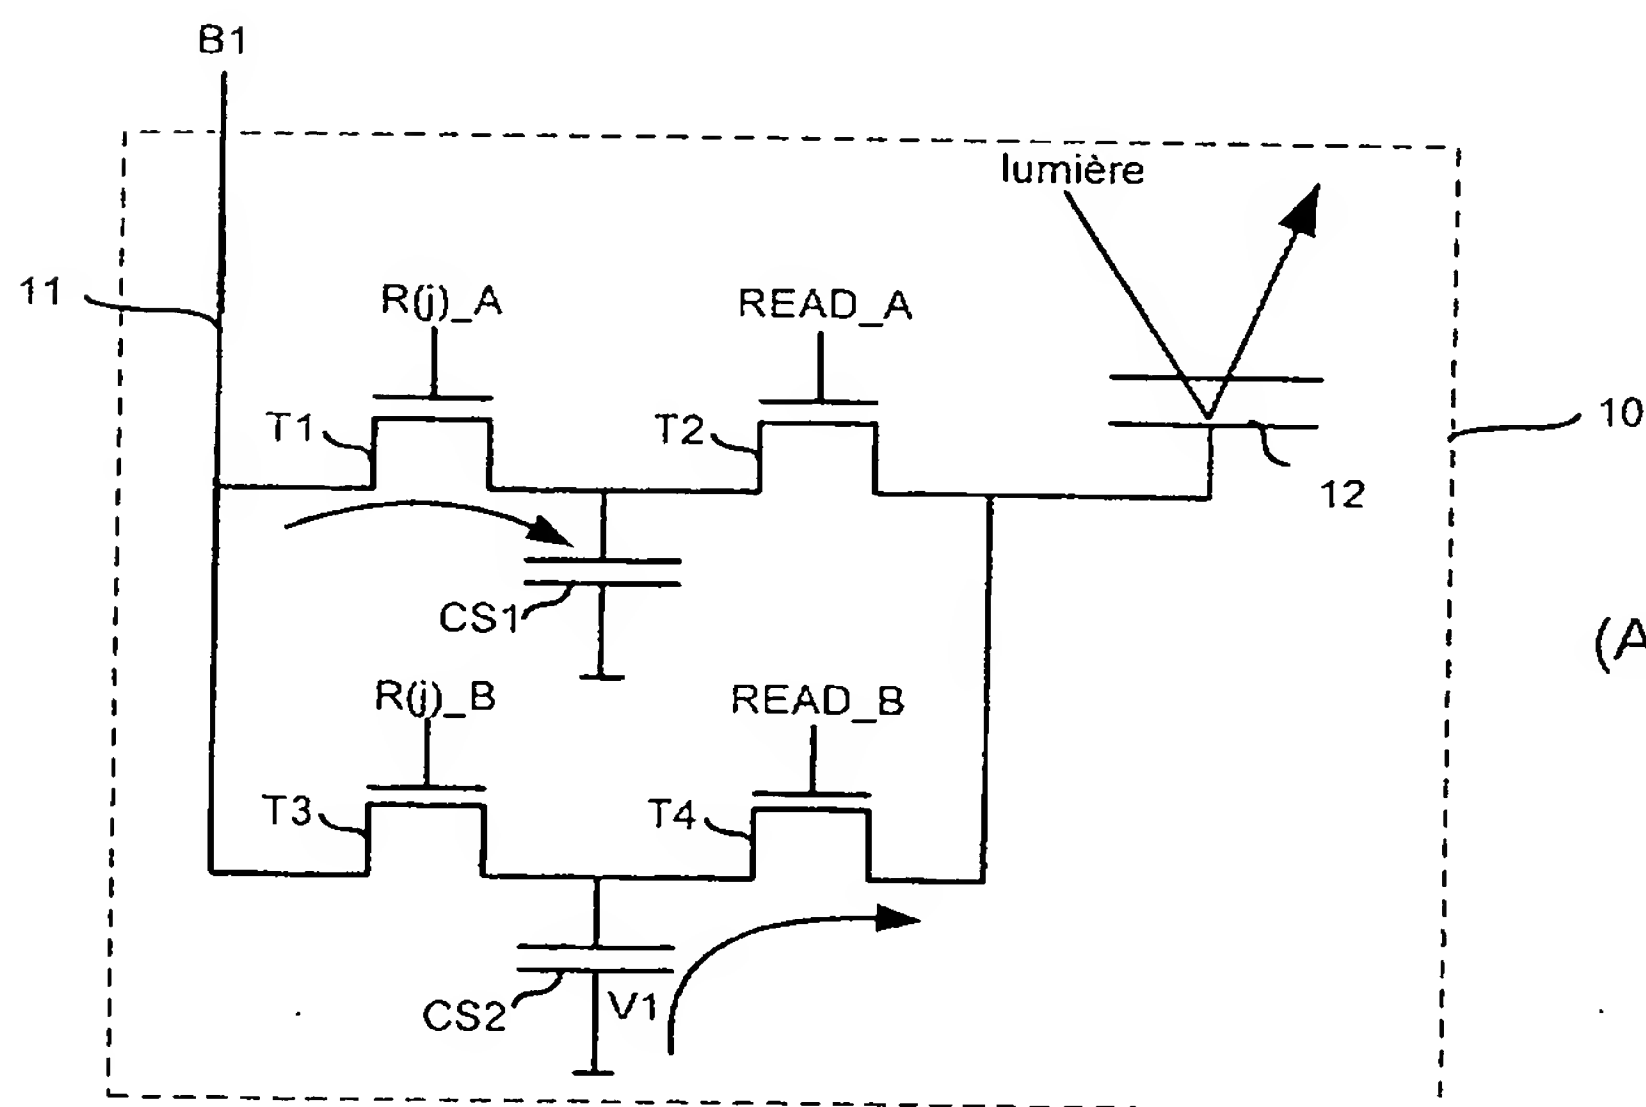 B1
lumière
11
R(j)_A
READ_A
10
T1
T2
12
CS1
(A
R(j)_B
READ_B
T3
T4
CS2
V1